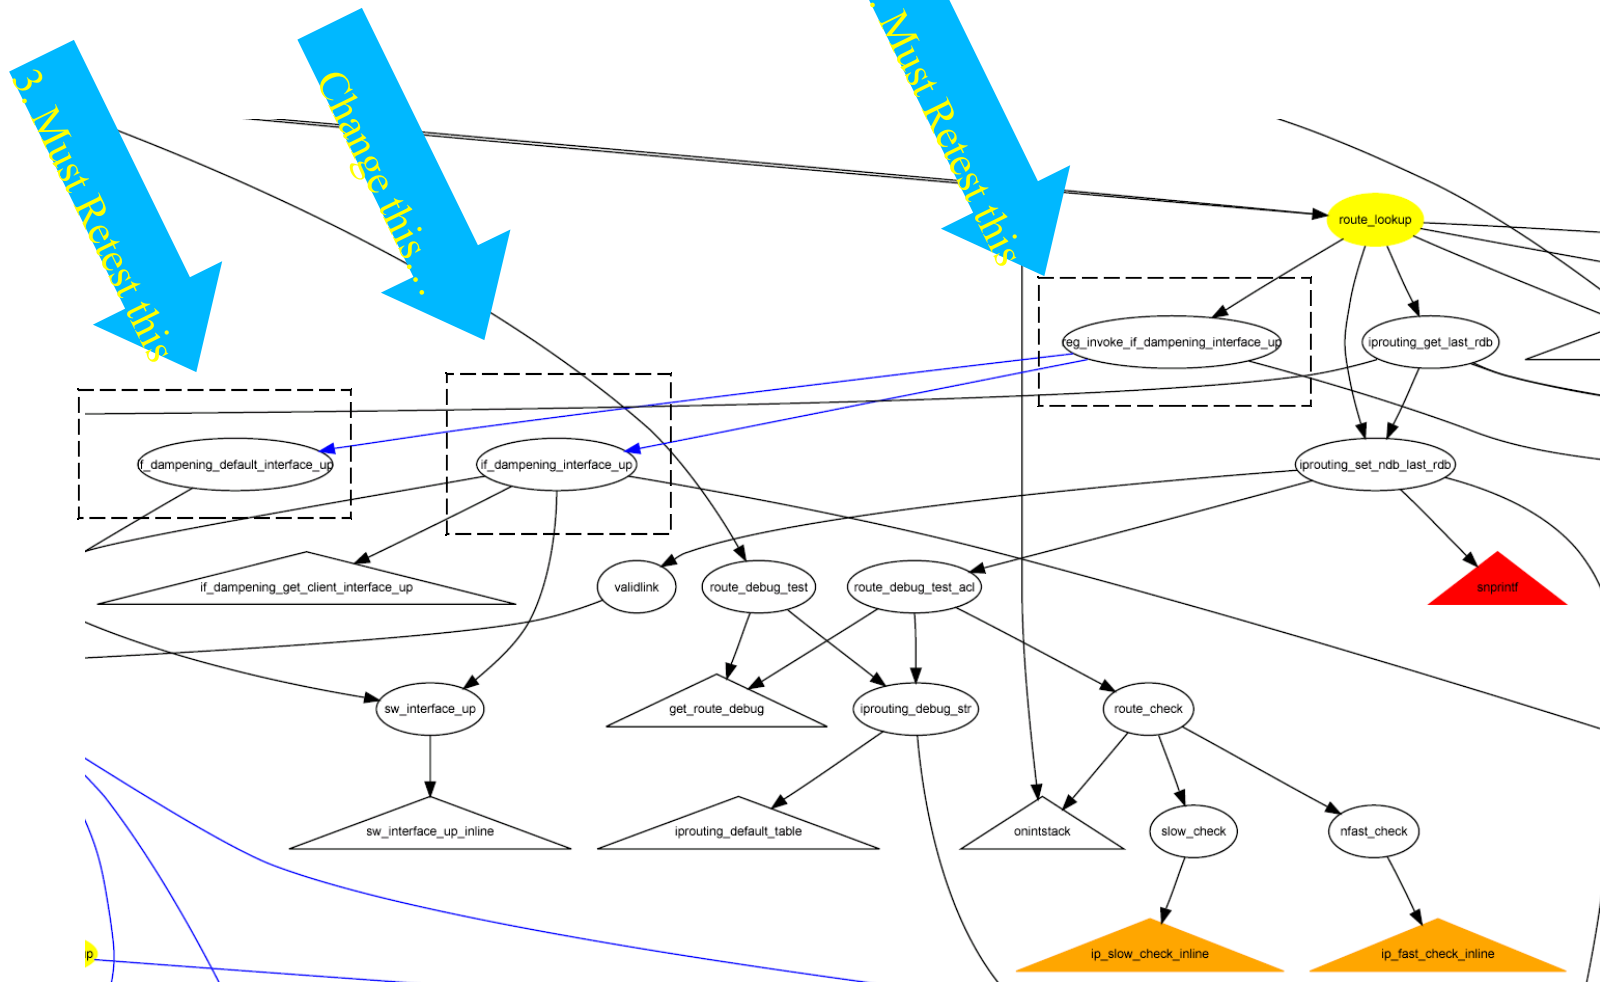 3. Must Retest this
Change this…
. Must Retest this
route_lookup
reg_invoke_if_dampening_interface_up
iprouting_get_last_rdb
f_dampening_default_interface_up
if_dampening_interface_up
iprouting_set_ndb_last_rdb
if_dampening_get_client_interface_up
validlink
route_debug_test
route_debug_test_acl
snprintf
sw_interface_up
get_route_debug
iprouting_debug_str
route_check
sw_interface_up_inline
iprouting_default_table
onintstack
slow_check
nfast_check
ip_slow_check_inline
ip_fast_check_inline